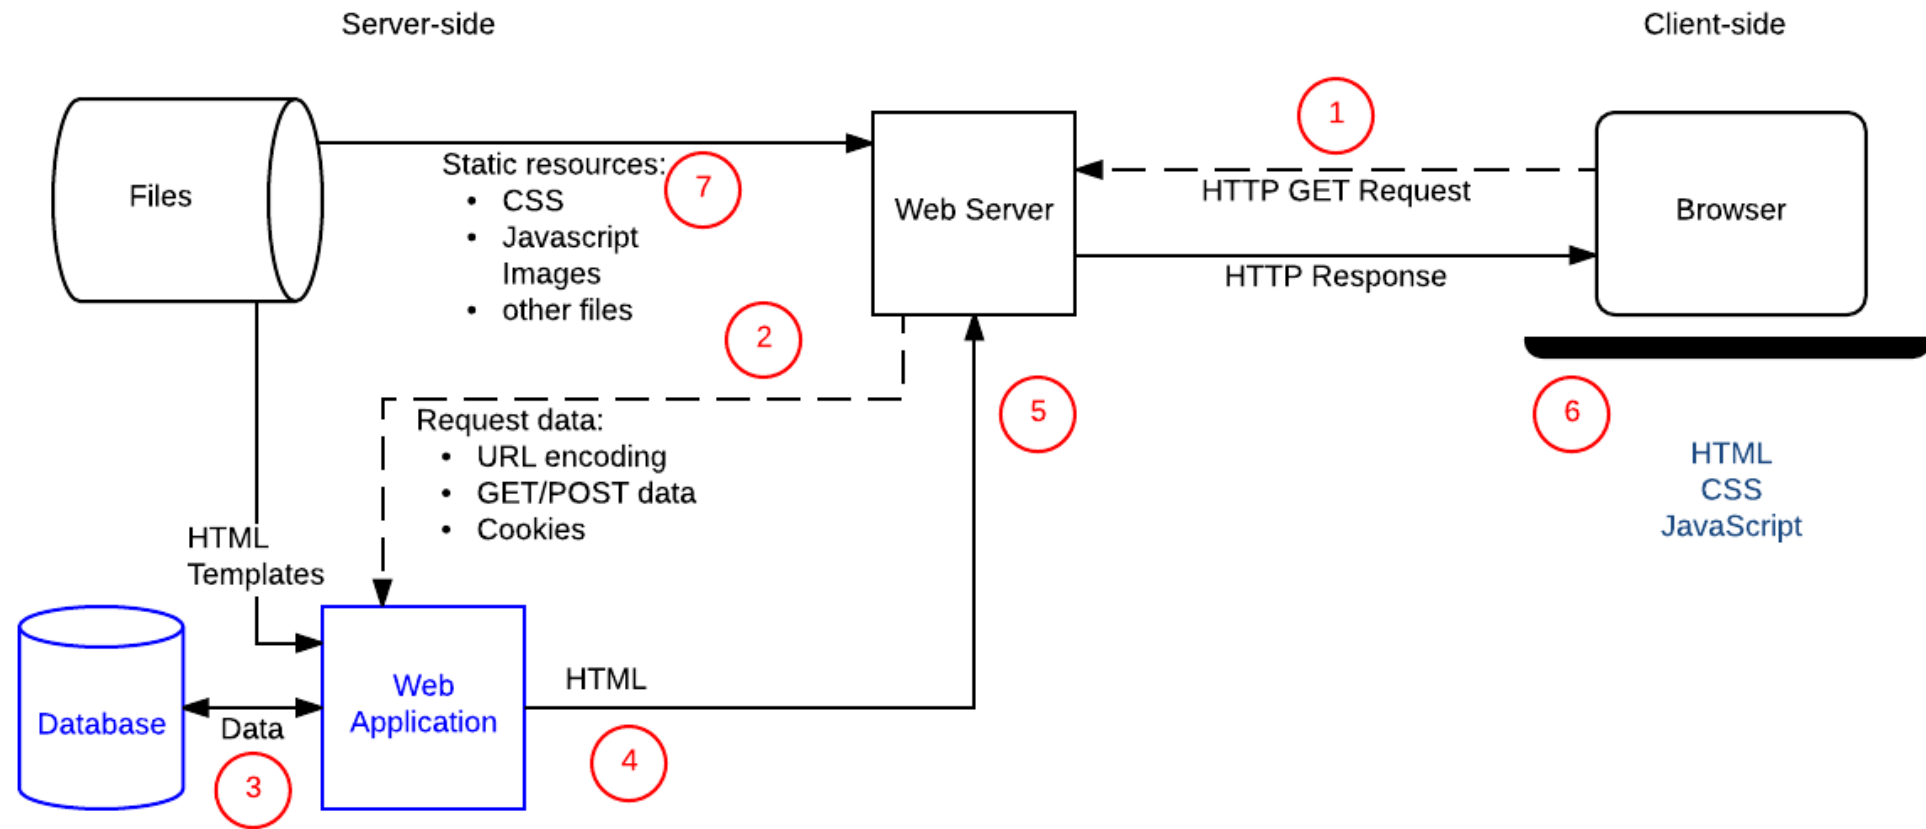 Server-side
Client-side
Files
Static resources:
• CSS
• Javascript
Images
• other files
7
Web Server
1
HTTP GET Request
HTTP Response
Browser
2
Request data:
• URL encoding
• GET/POST data
• Cookies
5
6
HTML
CSS
JavaScript
HTML
Templates
Database
Data
3
Web
Application
HTML
4